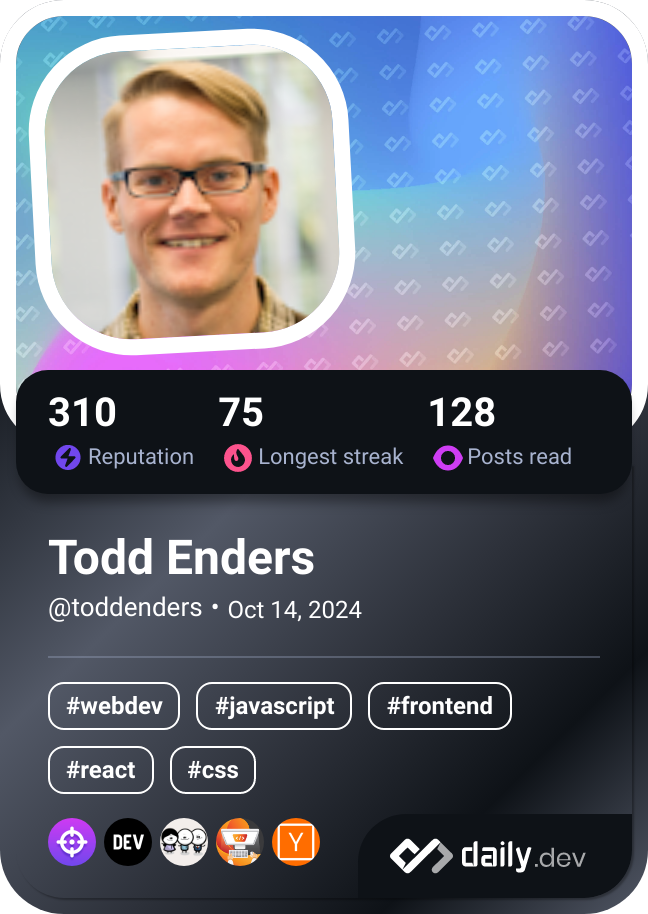 310 75 128
Reputation Longest streak Posts read
Todd Enders
@toddenders • Oct 14, 2024
#webdev #javascript #frontend
#react #css
DEV Y
daily.dev